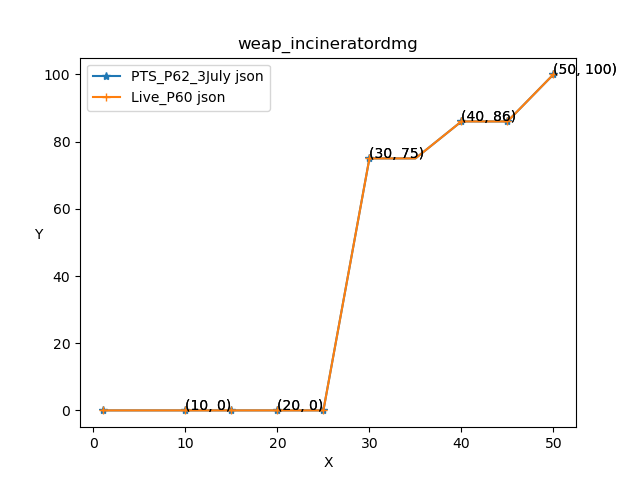 weap_incineratordmg
PTS_P62_3July json
Live_P60 json
(50, 100)
(40, 86)
(30, 75)
(10, 0)
(20, 0)
100
80
60
40
20
0
Y
0 10 20 30 40 50
X